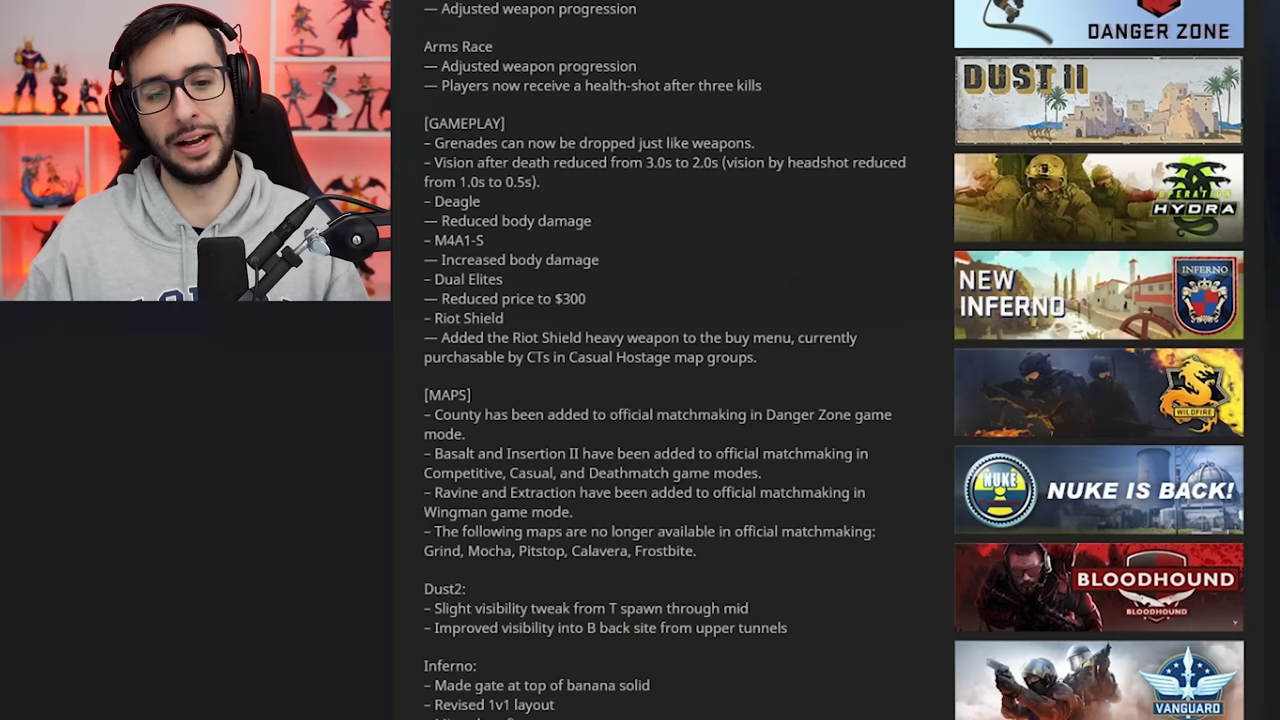 — Adjusted weapon progression
Arms Race
— Adjusted weapon progression
— Players now receive a health-shot after three kills
[GAMEPLAY]
– Grenades can now be dropped just like weapons.
– Vision after death reduced from 3.0s to 2.0s (vision by headshot reduced
from 1.0s to 0.5s).
– Deagle
— Reduced body damage
– M4A1-S
— Increased body damage
– Dual Elites
— Reduced price to $300
– Riot Shield
— Added the Riot Shield heavy weapon to the buy menu, currently
purchasable by CTs in Casual Hostage map groups.
[MAPS]
– County has been added to official matchmaking in Danger Zone game
mode.
– Basalt and Insertion II have been added to official matchmaking in
Competitive, Casual, and Deathmatch game modes.
– Ravine and Extraction have been added to official matchmaking in
Wingman game mode.
– The following maps are no longer available in official matchmaking:
Grind, Mocha, Pitstop, Calavera, Frostbite.
Dust2:
– Slight visibility tweak from T spawn through mid
– Improved visibility into B back site from upper tunnels
Inferno:
– Made gate at top of banana solid
– Revised 1v1 layout
DANGER ZONE
DUST II
OPERATION
HYDRA
NEW
INFERNO
INFERNO
WILDFIRE
NUKE
NUKE IS BACK!
BLOODHOUND
BLOODHOUND
VANGUARD